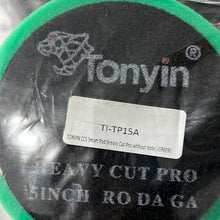 Tonyin
TI-TP15A
TONYIN CCS Smart Pad (Heavy Cut Pro without hole) (GREEN)
HEAVY CUT PRO
5INCH RO DA GA